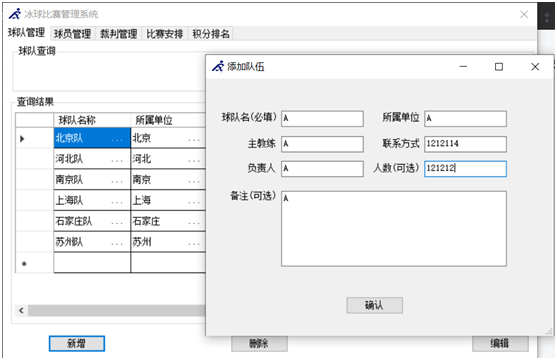 冰球比赛管理系统
球队管理 球员管理 裁判管理 比赛安排 积分排名
球队查询
添加队伍
球队名(必填) A 所属单位 A
主教练 A 联系方式 1212114
负责人 A 人数(可选) 121212
备注(可选) A
确认
查询结果
球队名称 所属单位
北京队 ... 北京 ...
河北队 ... 河北 ...
南京队 ... 南京 ...
上海队 ... 上海 ...
石家庄队 ... 石家庄 ...
苏州队 ... 苏州 ...
*
新增 删除 编辑